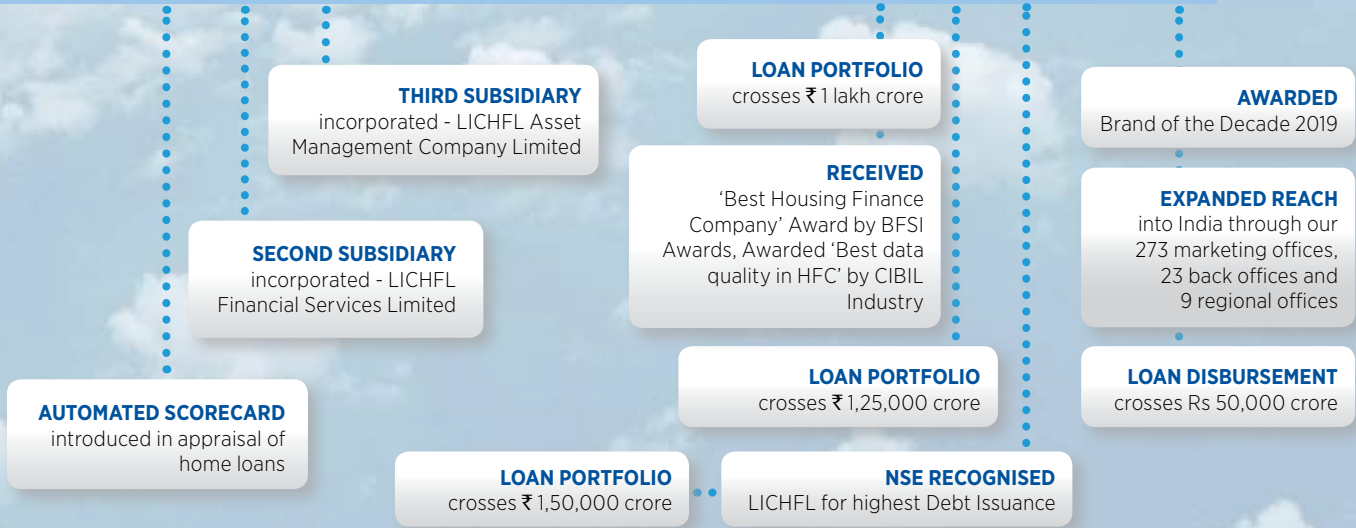 THIRD SUBSIDIARY
incorporated - LICHFL Asset
Management Company Limited
SECOND SUBSIDIARY
incorporated - LICHFL
Financial Services Limited
AUTOMATED SCORECARD
introduced in appraisal of
home loans
LOAN PORTFOLIO
crosses ₹ 1 lakh crore
RECEIVED
‘Best Housing Finance
Company’ Award by BFSI
Awards, Awarded ‘Best data
quality in HFC’ by CIBIL
Industry
LOAN PORTFOLIO
crosses ₹ 1,25,000 crore
LOAN PORTFOLIO
crosses ₹ 1,50,000 crore
NSE RECOGNISED
LICHFL for highest Debt Issuance
AWARDED
Brand of the Decade 2019
EXPANDED REACH
into India through our
273 marketing offices,
23 back offices and
9 regional offices
LOAN DISBURSEMENT
crosses Rs 50,000 crore